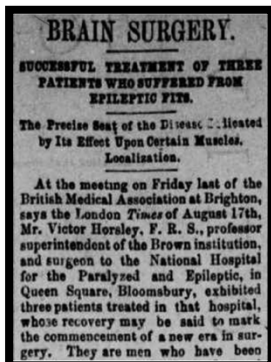 BRAIN SURGERY.
SUCCESSFUL TREATMENT OF THREE
PATIENTS WHO SUFFERED FROM
EPILEPTIC FITS.
The Precise Seat of the Disease
by Its Effect Upon Certain Muscles.
Localization.
At the meeting on Friday last of the
British Medical Association at Brighton,
says the London Times of August 17th,
Mr. Victor Horsley, F. R. S., professor
superintendent of the Brown institution,
and surgeon to the National Hospital
for the Paralyzed and Epileptic, in
Queen Square, Bloomsbury, exhibited
three patients treated in that hospital,
whose recovery may be said to mark
the commencement of a new era in sur-
gery. They are men who have been